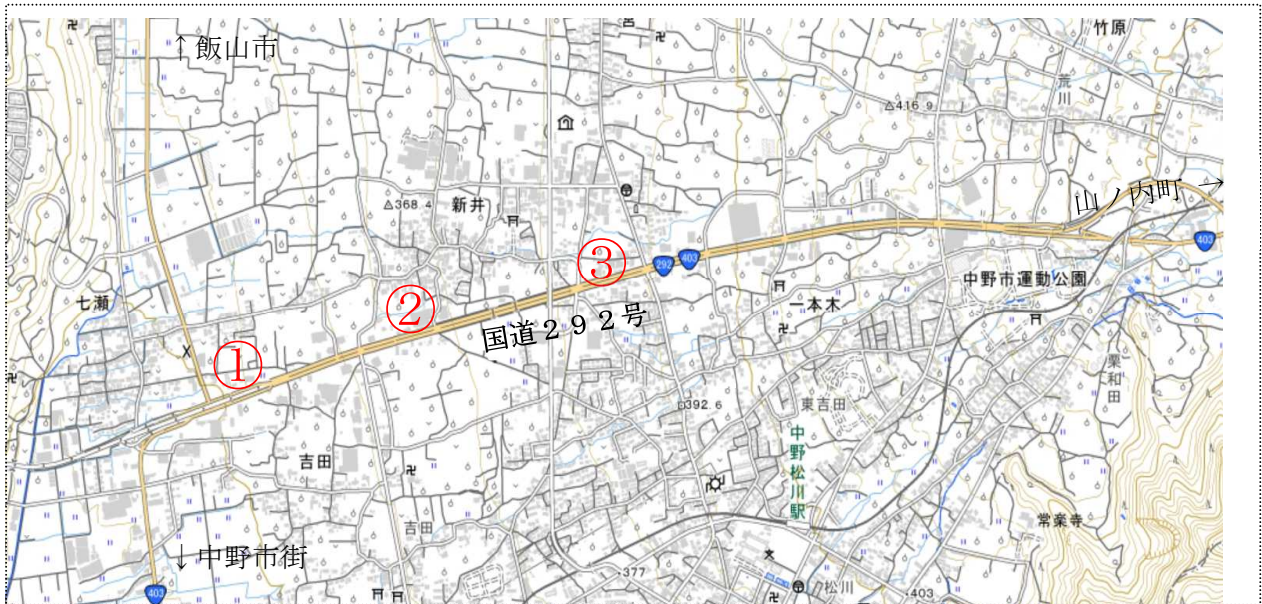 宮
竹原
↑飯山市
荒川
△416.9
△368.4
新井
山ノ内町 →
③
292
403
403
七瀬
②
中野市運動公園
一本木
国道292号
①
栗和田
392.6
東吉田
中野松川駅
吉田
吉田
常楽寺
↓中野市街
・377
松川
・403
403